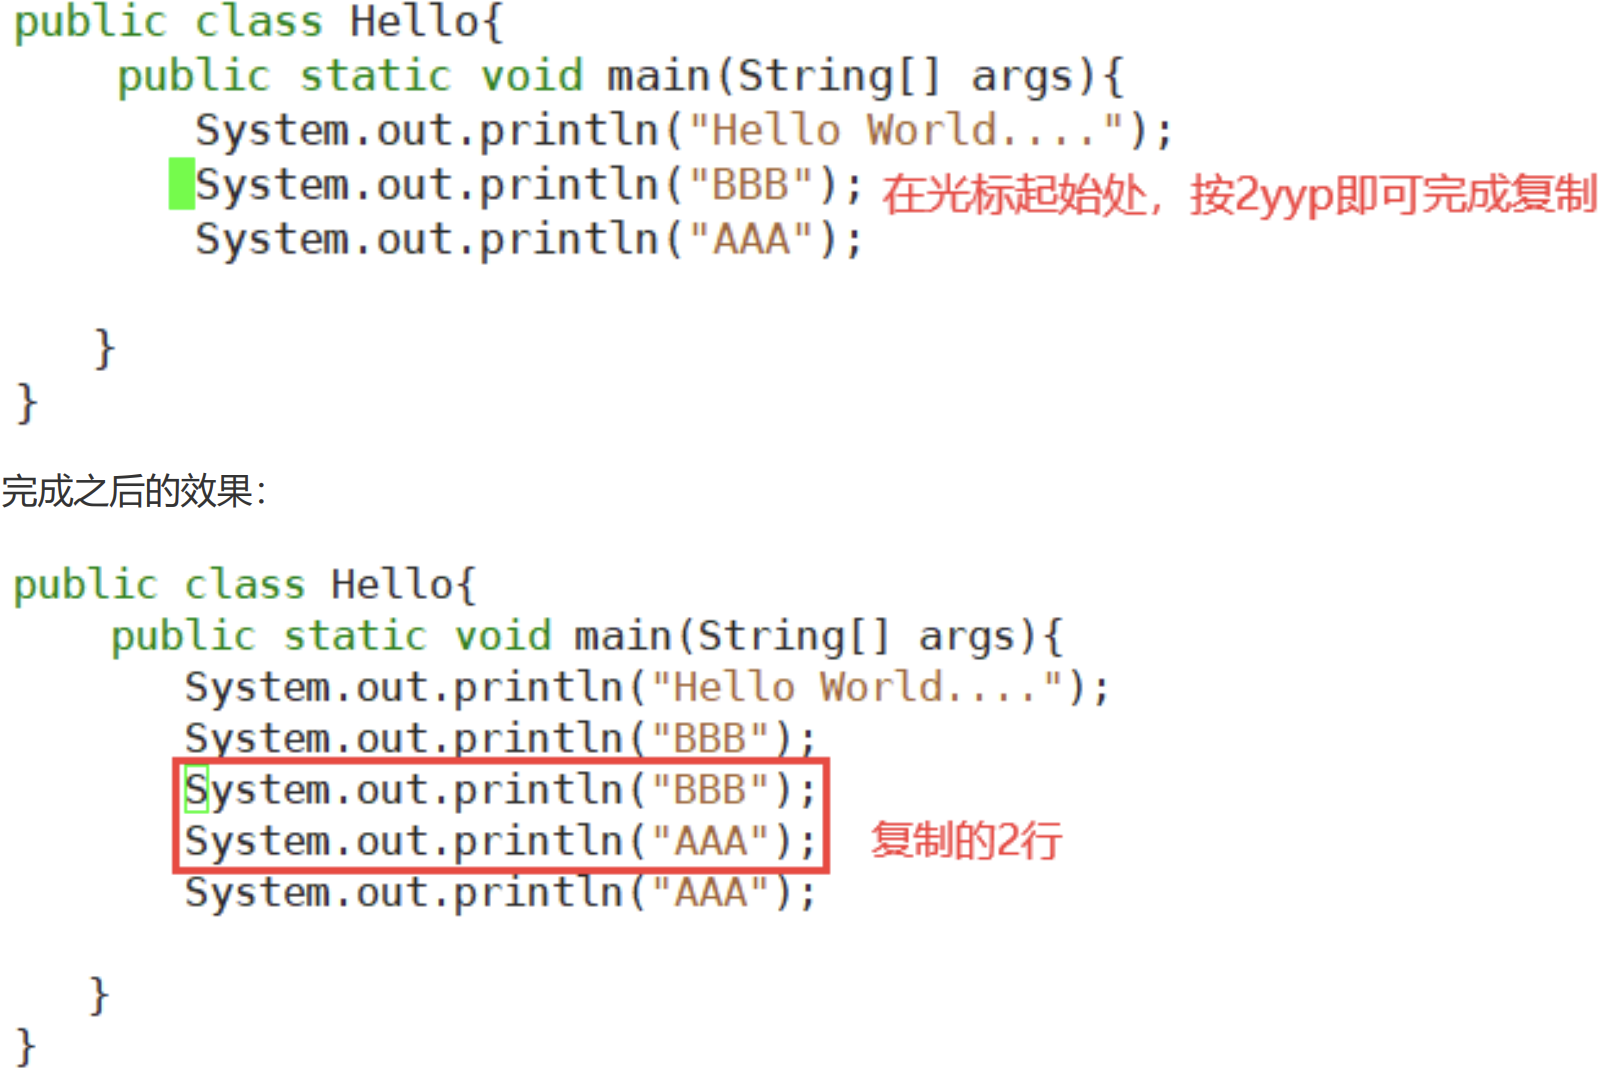 public class Hello{
public static void main(String[] args){
System.out.println("Hello World....");
System.out.println("BBB"); 在光标起始处，按2yyp即可完成复制
System.out.println("AAA");
}
}
完成之后的效果：
public class Hello{
public static void main(String[] args){
System.out.println("Hello World....");
System.out.println("BBB");
System.out.println("BBB");
System.out.println("AAA"); 复制的2行
System.out.println("AAA");
}
}